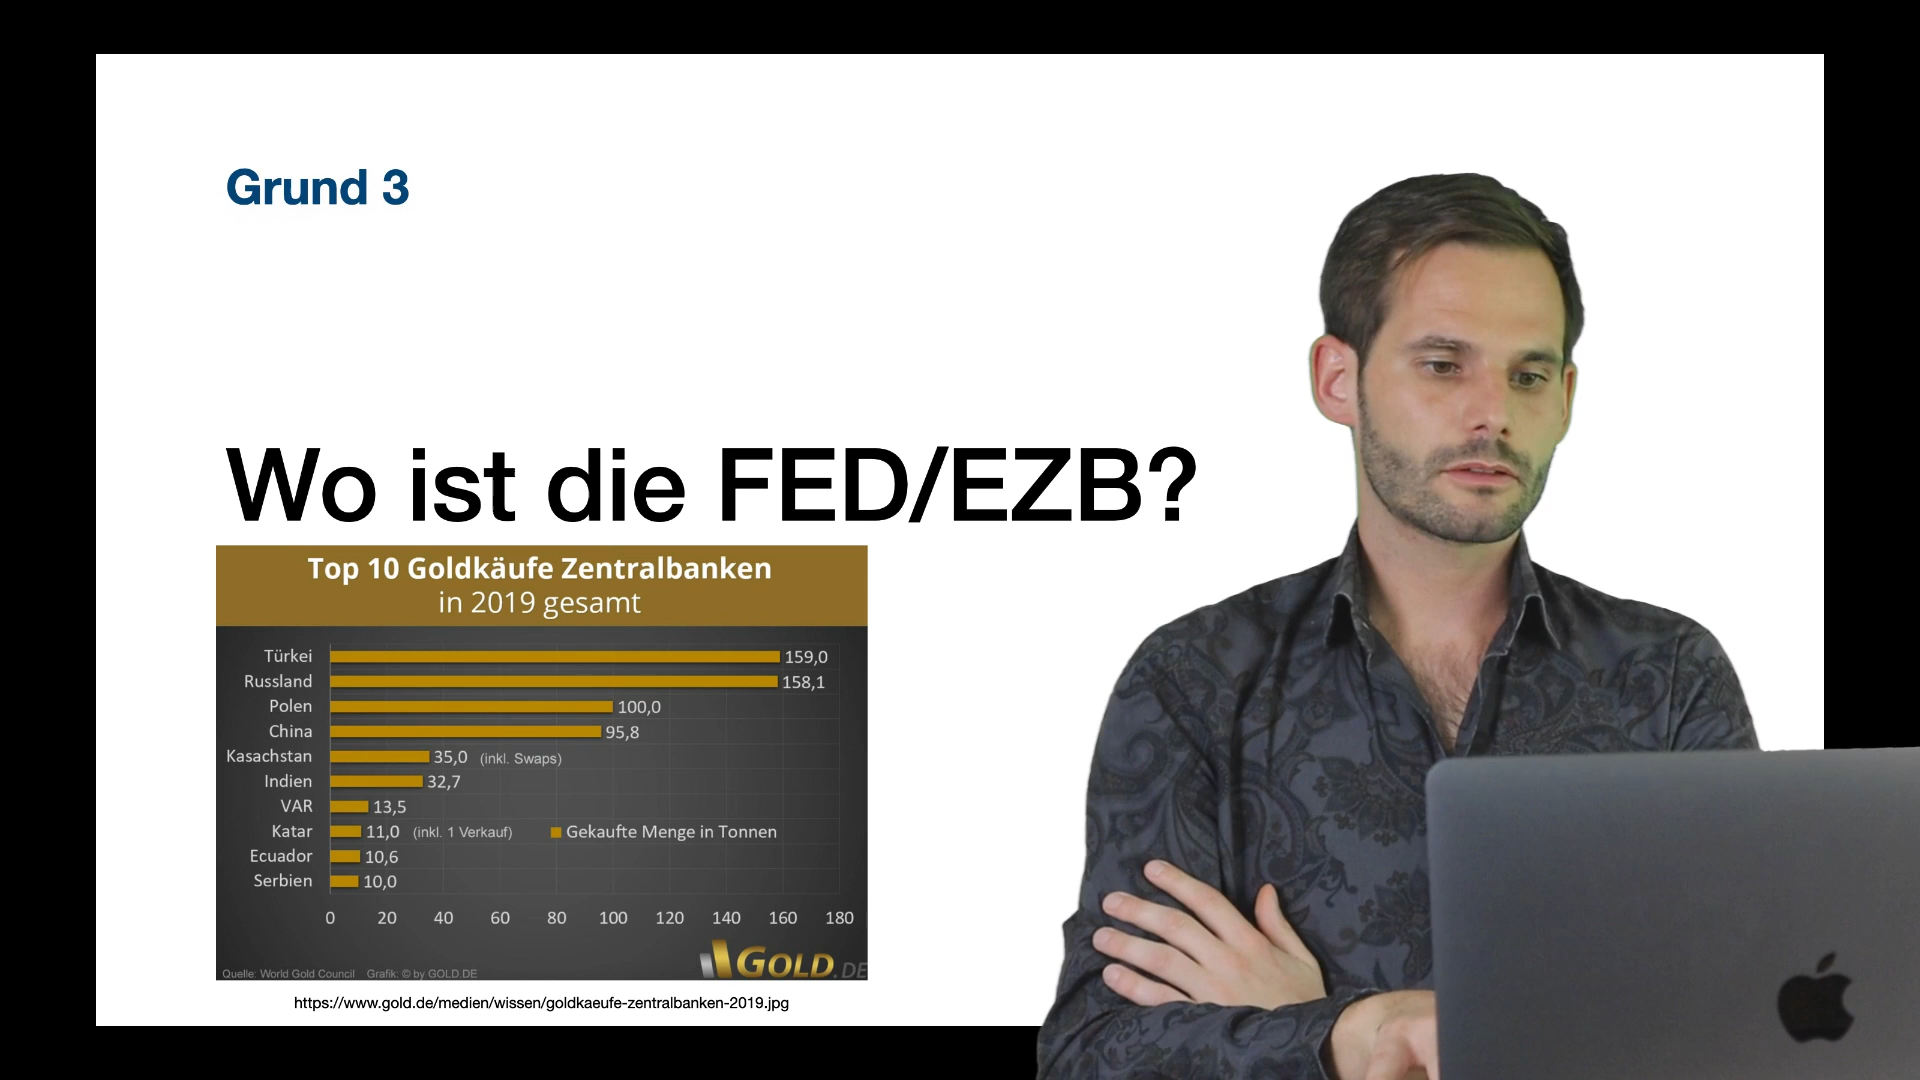 Grund 3
Wo ist die FED/EZB?
Top 10 Goldkäufe Zentralbanken
in 2019 gesamt
Türkei 159,0
Russland 158,1
Polen 100,0
China 95,8
Kasachstan 35,0 (inkl. Swaps)
Indien 32,7
VAR 13,5
Katar 11,0 (inkl. 1 Verkauf) Gekaufte Menge in Tonnen
Ecuador 10,6
Serbien 10,0
0 20 40 60 80 100 120 140 160 180
GOLD.DE
Quelle: World Gold Council Grafik: © by GOLD.DE
https://www.gold.de/medien/wissen/goldkaeufe-zentralbanken-2019.jpg